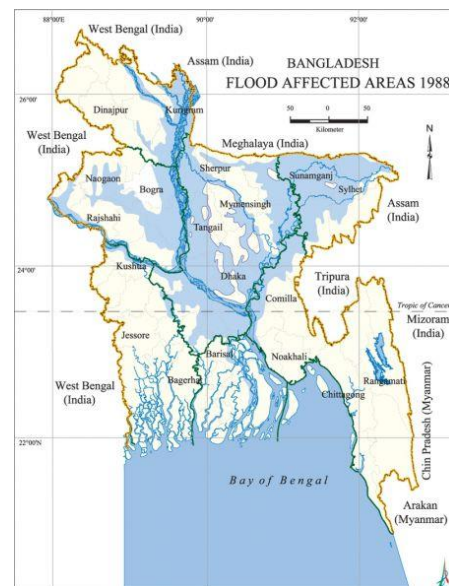 88°00'E
90°00'
92°00'
West Bengal (India)
Assam (India)
BANGLADESH
FLOOD AFFECTED AREAS 1988
50
0
50
Kilometer
N
26°00'
Dinajpur
Kurigram
West Bengal
(India)
Meghalaya (India)
Sherpur
Sunamganj
Sylhet
Naogaon
Bogra
Mymensingh
Assam
(India)
Rajshahi
Tangail
24°00'
Kushtia
Dhaka
Tripura
(India)
Comilla
Tropic of Cancer
Mizoram
(India)
Jessore
Barisal
Noakhali
West Bengal
(India)
Bagerhat
Chittagong
Rangamati
Chin Pradesh (Myanmar)
22°00'N
Bay of Bengal
Arakan
(Myanmar)